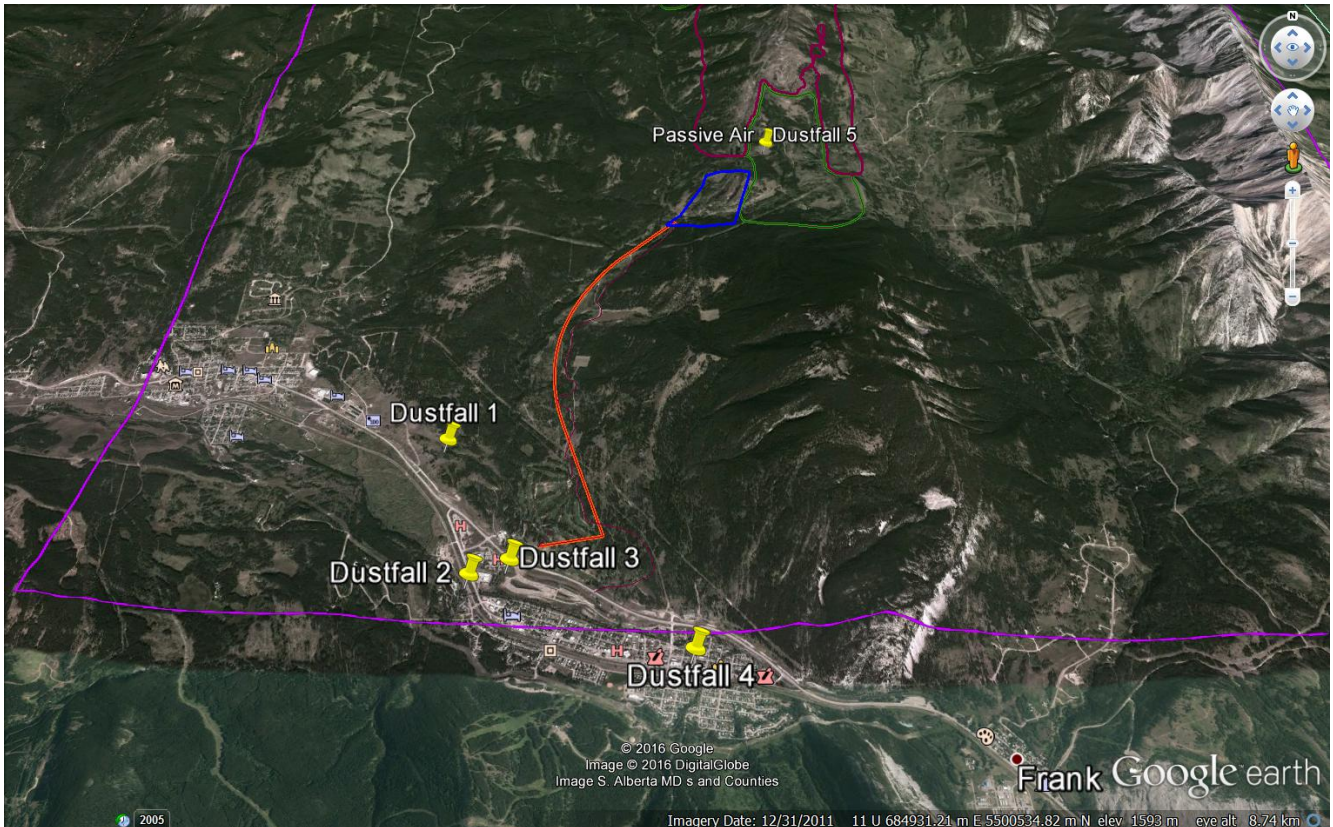 N
Passive Air Dustfall 5
Dustfall 1
H
H
Dustfall 3
Dustfall 2
H
Dustfall 4
© 2016 Google
Image © 2016 DigitalGlobe
Image S. Alberta MD s and Counties
Frank
Google earth
2005
Imagery Date: 12/31/2011 11 U 684931.21 m E 5500534.82 m N elev 1593 m eye alt 8.74 km